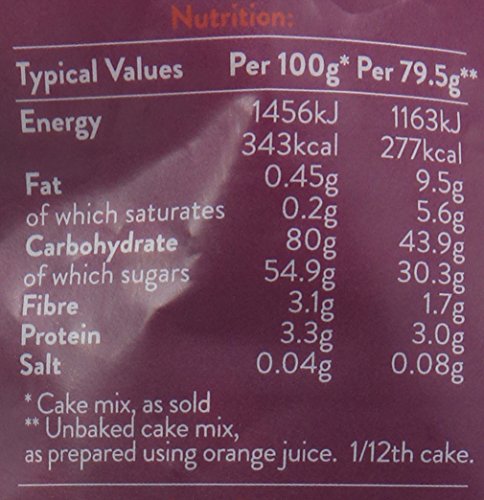 Nutrition:
Typical Values Per 100g* Per 79.5g**
Energy 1456kJ 1163kJ
343kcal 277kcal
Fat 0.45g 9.5g
of which saturates 0.2g 5.6g
Carbohydrate 80g 43.9g
of which sugars 54.9g 30.3g
Fibre 3.1g 1.7g
Protein 3.3g 3.0g
Salt 0.04g 0.08g
* Cake mix, as sold
** Unbaked cake mix,
as prepared using orange juice. 1/12th cake.